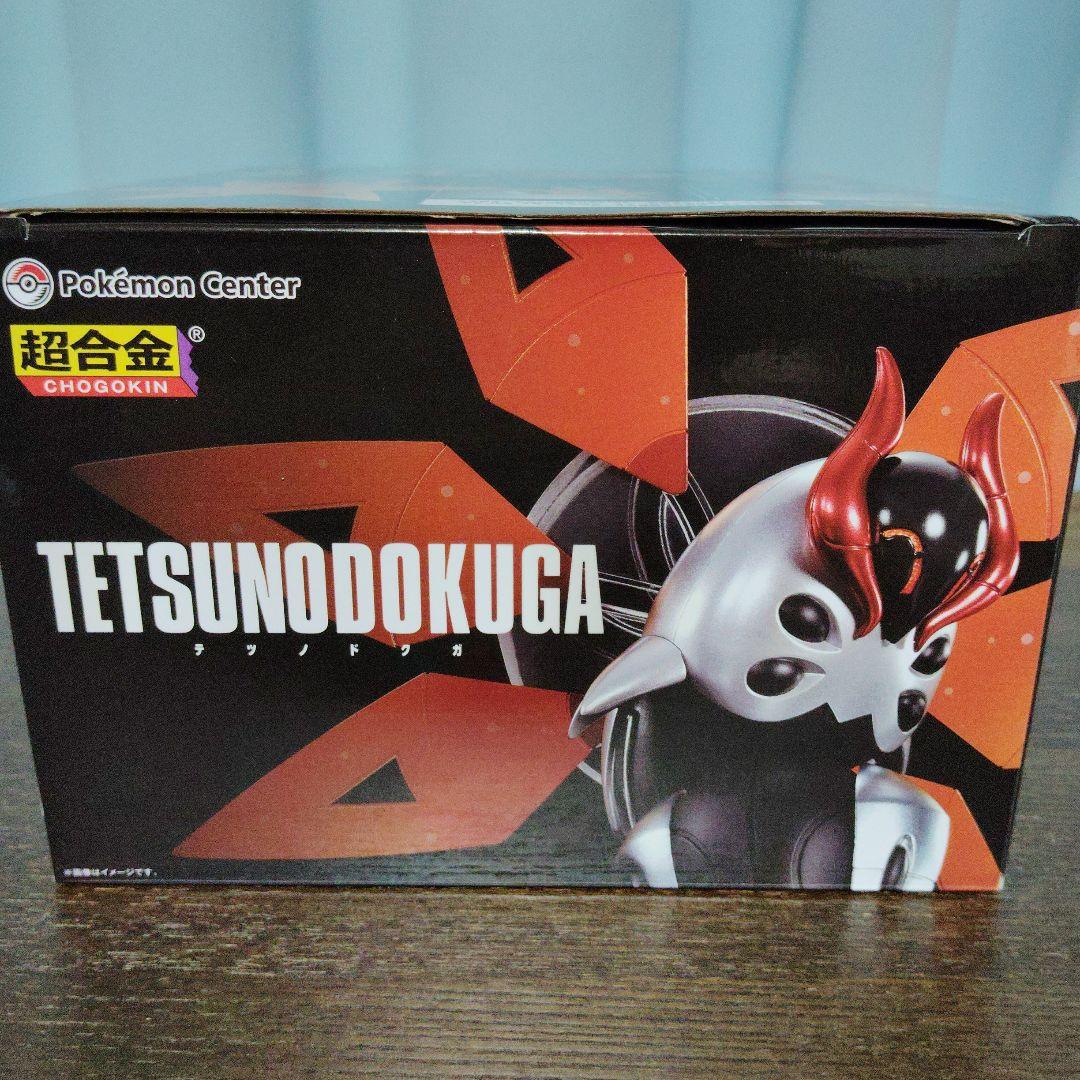 Pokémon Center
超合金®
CHOGOKIN
TETSUNODOKUGA
テツノドクガ
※画像はイメージです。